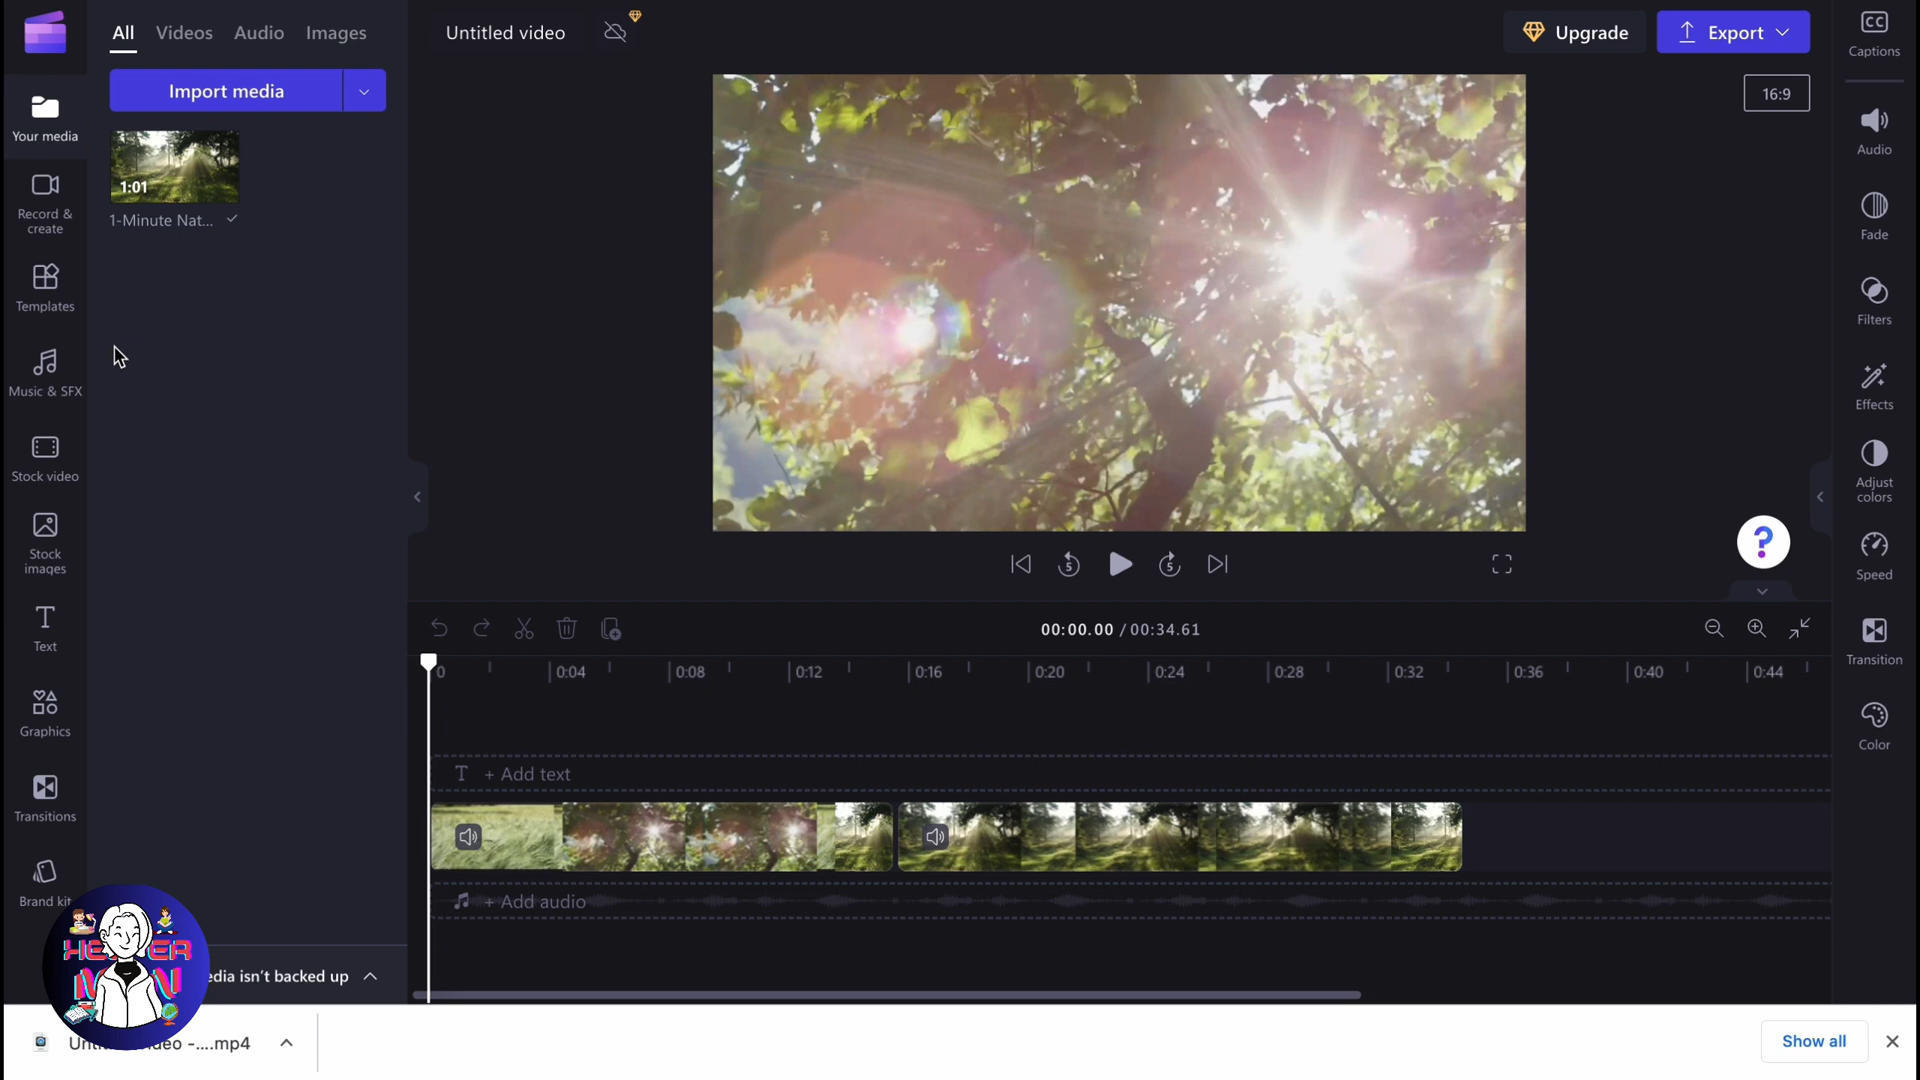 All Videos Audio Images
Import media
1:01
1-Minute Nat...
Your media
Record &
create
Templates
Music & SFX
Stock video
Stock
images
Text
Graphics
Transitions
Brand kit
edia isn't backed up
Untitled video
Upgrade
Export
16:9
5
5
?
00:00.00 / 00:34.61
0 0:04 0:08 0:12 0:16 0:20 0:24 0:28 0:32 0:36 0:40 0:44
T + Add text
+ Add audio
CC
Captions
Audio
Fade
Filters
Effects
Adjust
colors
Speed
Transition
Color
deo -....mp4
Show all